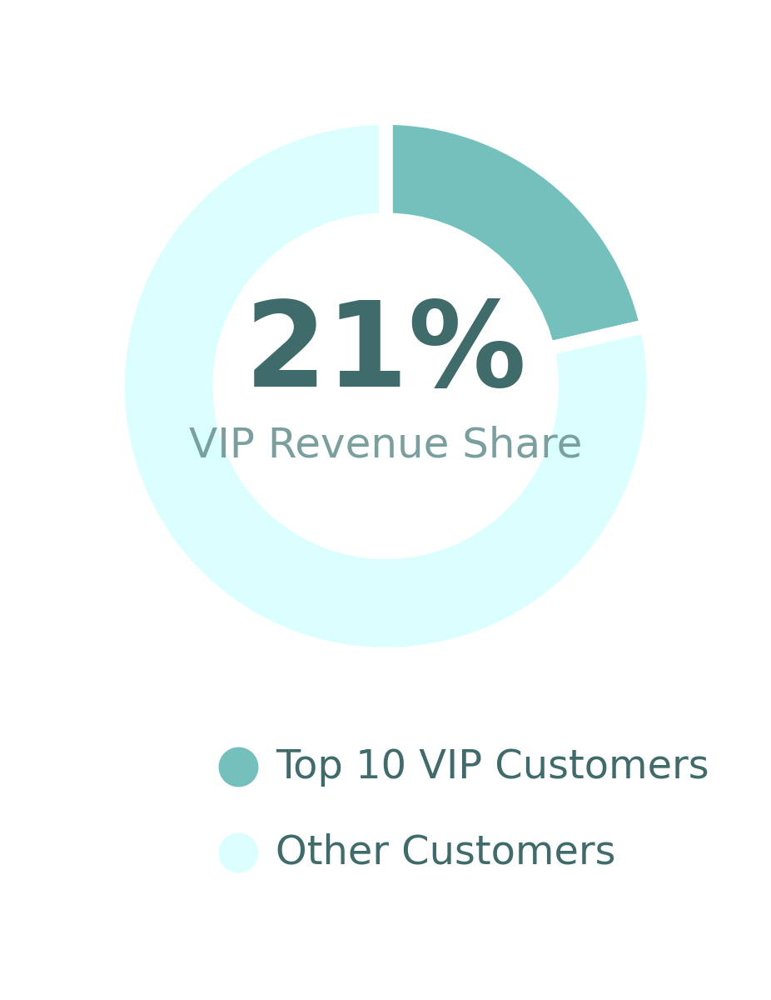 21%
VIP Revenue Share
Top 10 VIP Customers
Other Customers